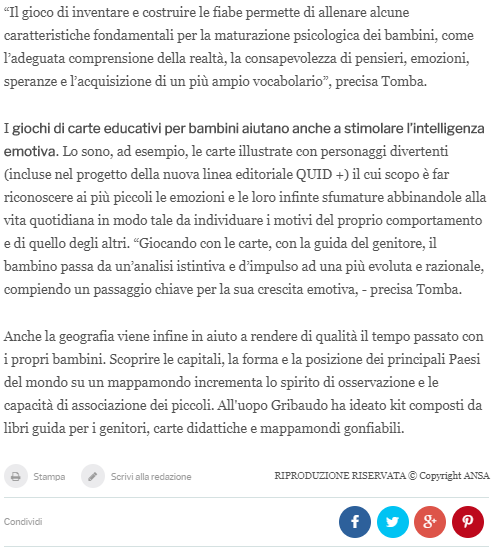 “Il gioco di inventare e costruire le fiabe permette di allenare alcune
caratteristiche fondamentali per la maturazione psicologica dei bambini, come
l’adeguata comprensione della realtà, la consapevolezza di pensieri, emozioni,
speranze e l’acquisizione di un più ampio vocabolario”, precisa Tomba.
I giochi di carte educativi per bambini aiutano anche a stimolare l’intelligenza
emotiva. Lo sono, ad esempio, le carte illustrate con personaggi divertenti
(incluse nel progetto della nuova linea editoriale QUID +) il cui scopo è far
riconoscere ai più piccoli le emozioni e le loro infinte sfumature abbinandole alla
vita quotidiana in modo tale da individuare i motivi del proprio comportamento
e di quello degli altri. “Giocando con le carte, con la guida del genitore, il
bambino passa da un’analisi istintiva e d’impulso ad una più evoluta e razionale,
compiendo un passaggio chiave per la sua crescita emotiva, - precisa Tomba.
Anche la geografia viene infine in aiuto a rendere di qualità il tempo passato con
i propri bambini. Scoprire le capitali, la forma e la posizione dei principali Paesi
del mondo su un mappamondo incrementa lo spirito di osservazione e le
capacità di associazione dei piccoli. All'uopo Gribaudo ha ideato kit composti da
libri guida per i genitori, carte didattiche e mappamondi gonfiabili.
Stampa Scrivi alla redazione RIPRODUZIONE RISERVATA © Copyright ANSA
Condividi